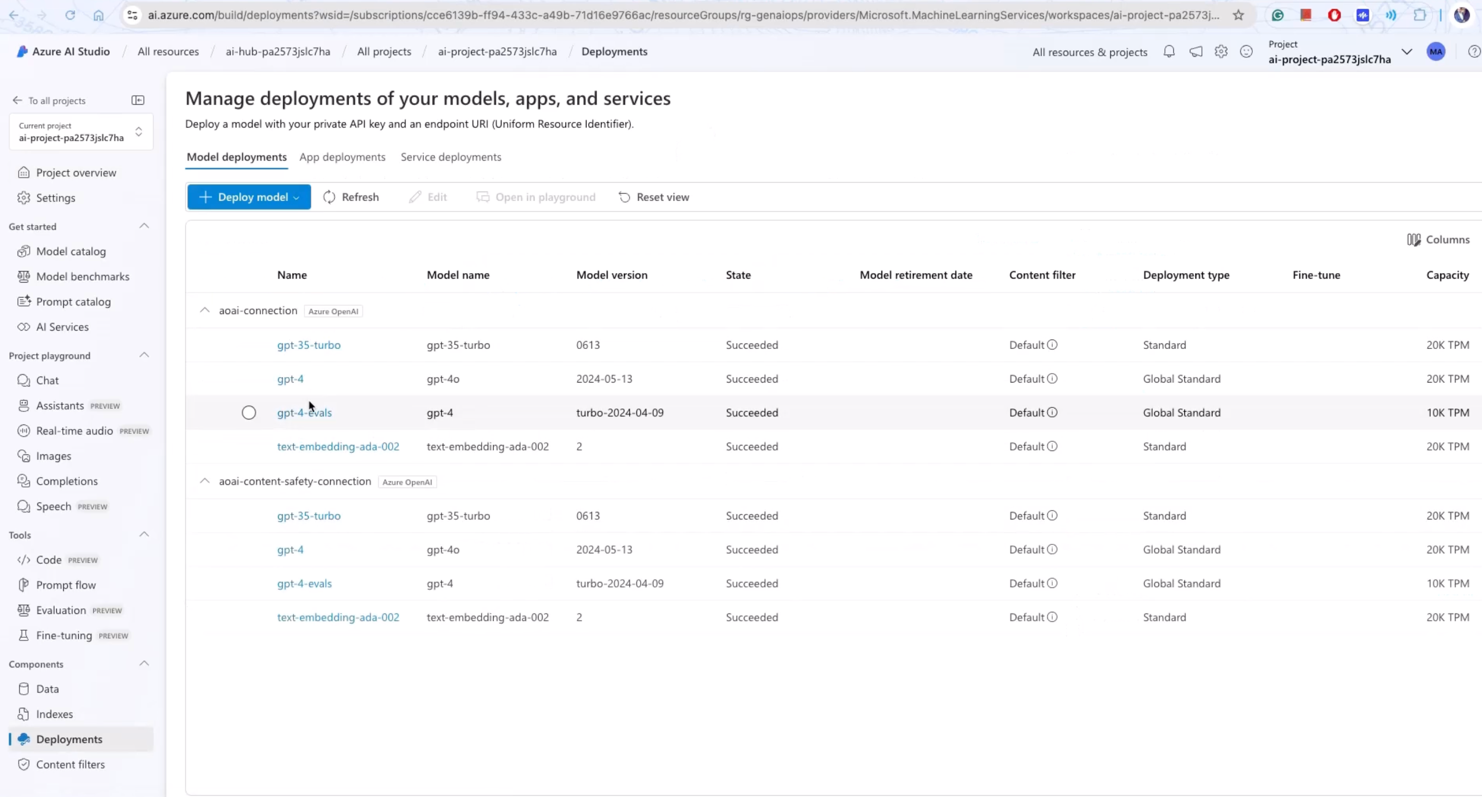 ai.azure.com/build/deployments?wsid=/subscriptions/cce6139b-ff94-433c-a49b-71d16e9766ac/resourceGroups/rg-genaiops/providers/Microsoft.MachineLearningServices/workspaces/ai-project-pa2573j...
Azure AI Studio / All resources / ai-hub-pa2573jslc7ha / All projects / ai-project-pa2573jslc7ha / Deployments
All resources & projects
Project
ai-project-pa2573jslc7ha
MA
To all projects
Current project
ai-project-pa2573jslc7ha
Project overview
Settings
Get started
Model catalog
Model benchmarks
Prompt catalog
AI Services
Project playground
Chat
Assistants PREVIEW
Real-time audio PREVIEW
Images
Completions
Speech PREVIEW
Tools
Code PREVIEW
Prompt flow
Evaluation PREVIEW
Fine-tuning PREVIEW
Components
Data
Indexes
Deployments
Content filters
Manage deployments of your models, apps, and services
Deploy a model with your private API key and an endpoint URI (Uniform Resource Identifier).
Model deployments App deployments Service deployments
Deploy model Refresh Edit Open in playground Reset view
Columns
Name Model name Model version State Model retirement date Content filter Deployment type Fine-tune Capacity
aoai-connection Azure OpenAI
gpt-35-turbo gpt-35-turbo 0613 Succeeded Default Standard 20K TPM
gpt-4 gpt-4o 2024-05-13 Succeeded Default Global Standard 20K TPM
gpt-4-evals gpt-4 turbo-2024-04-09 Succeeded Default Global Standard 10K TPM
text-embedding-ada-002 text-embedding-ada-002 2 Succeeded Default Standard 20K TPM
aoai-content-safety-connection Azure OpenAI
gpt-35-turbo gpt-35-turbo 0613 Succeeded Default Standard 20K TPM
gpt-4 gpt-4o 2024-05-13 Succeeded Default Global Standard 20K TPM
gpt-4-evals gpt-4 turbo-2024-04-09 Succeeded Default Global Standard 10K TPM
text-embedding-ada-002 text-embedding-ada-002 2 Succeeded Default Standard 20K TPM